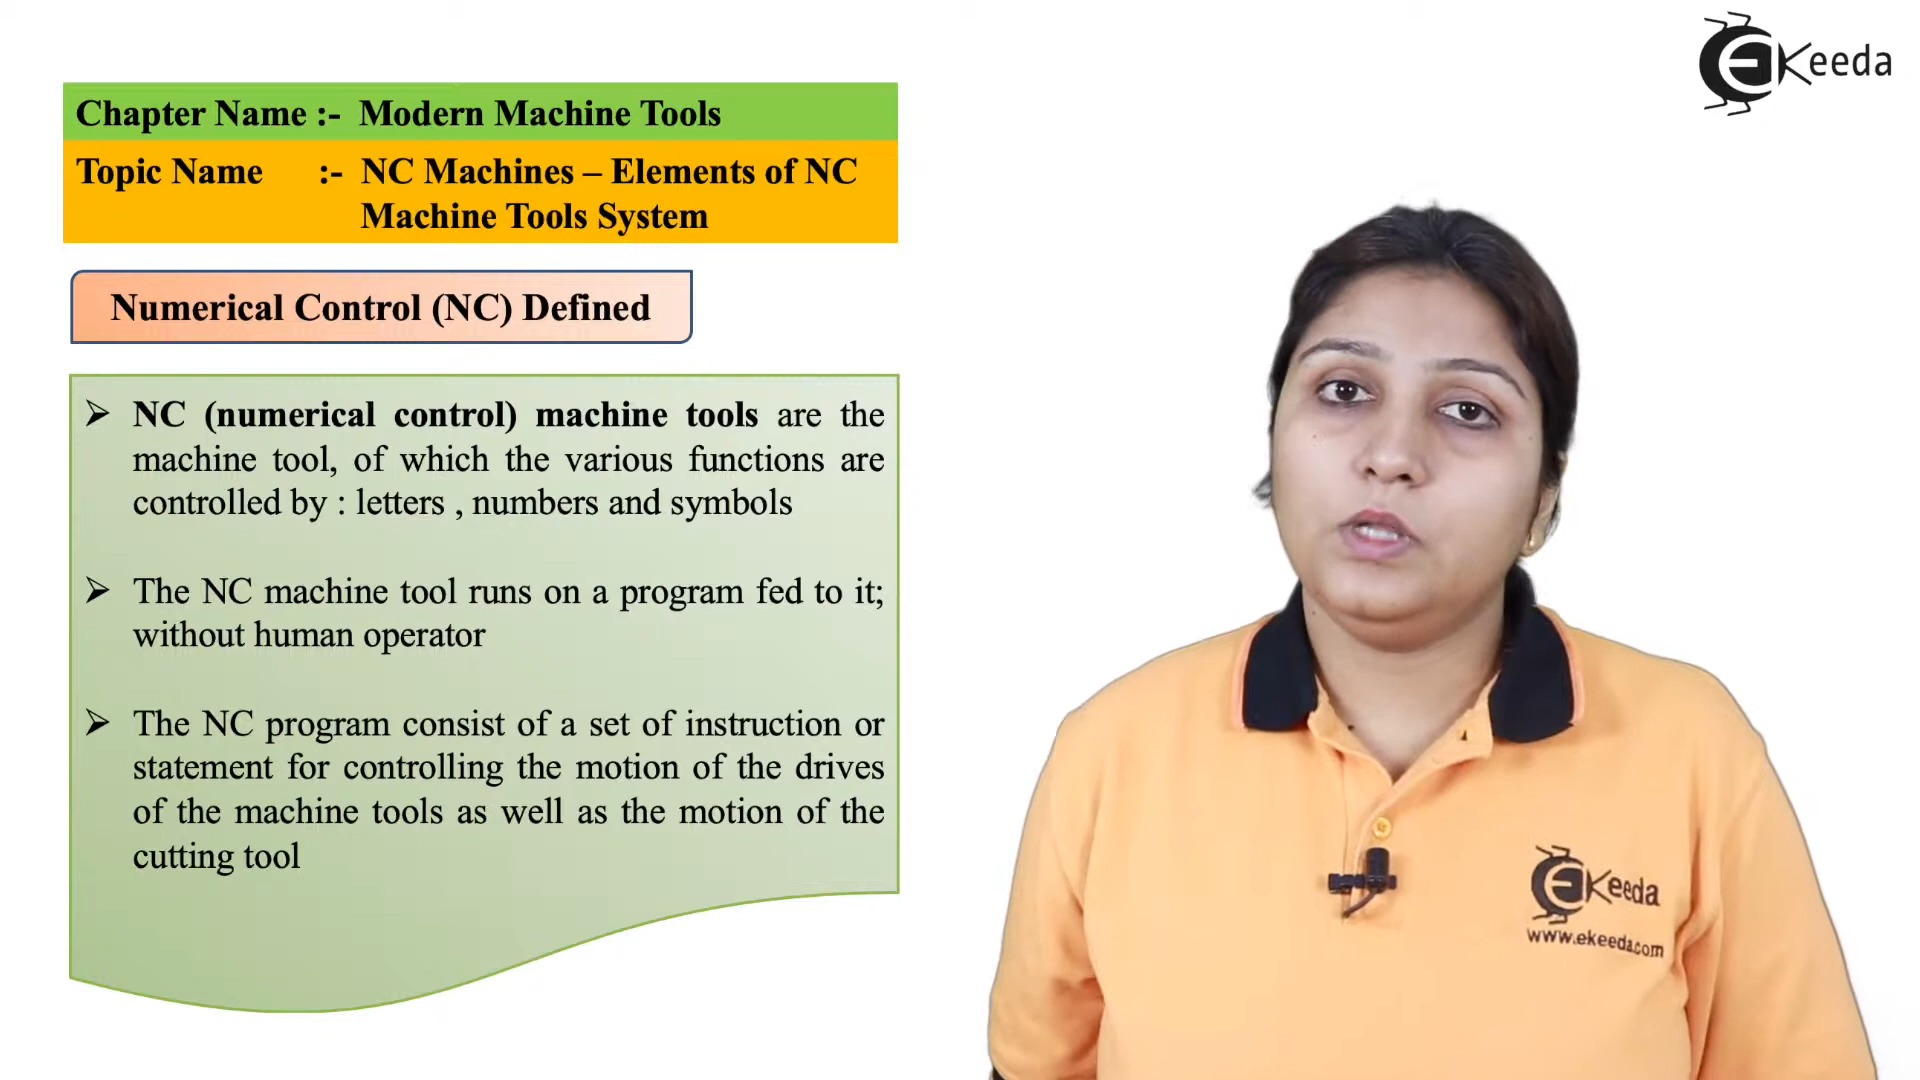 EKeeda
Chapter Name :- Modern Machine Tools
Topic Name :- NC Machines – Elements of NC
Machine Tools System
Numerical Control (NC) Defined
➢ NC (numerical control) machine tools are the
machine tool, of which the various functions are
controlled by : letters , numbers and symbols
➢ The NC machine tool runs on a program fed to it;
without human operator
➢ The NC program consist of a set of instruction or
statement for controlling the motion of the drives
of the machine tools as well as the motion of the
cutting tool
EKeeda
www.ekeeda.com